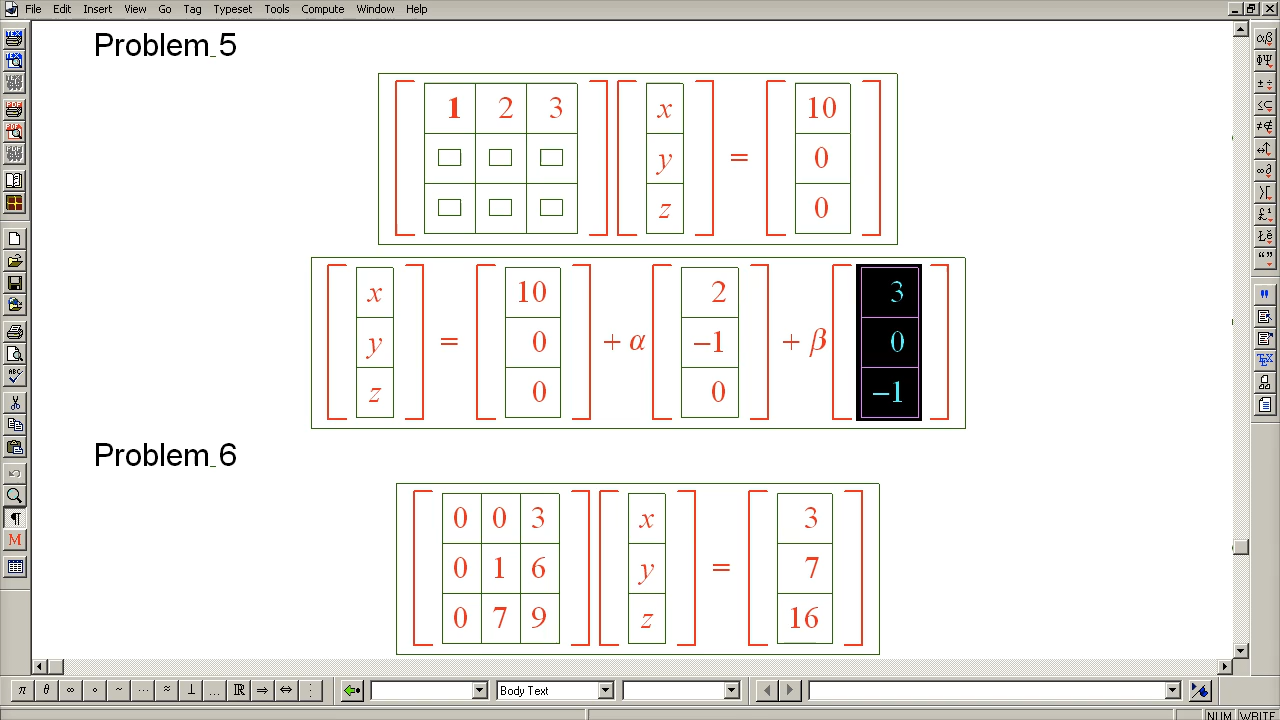 File Edit Insert View Go Tag Typeset Tools Compute Window Help
Problem 5
1 2 3 x 10
y = 0
z 0
x 10 2 3
y = 0 + α −1 + β 0
z 0 0 −1
Problem 6
0 0 3 x 3
0 1 6 y = 7
0 7 9 z 16
Body Text
NUM WRITE